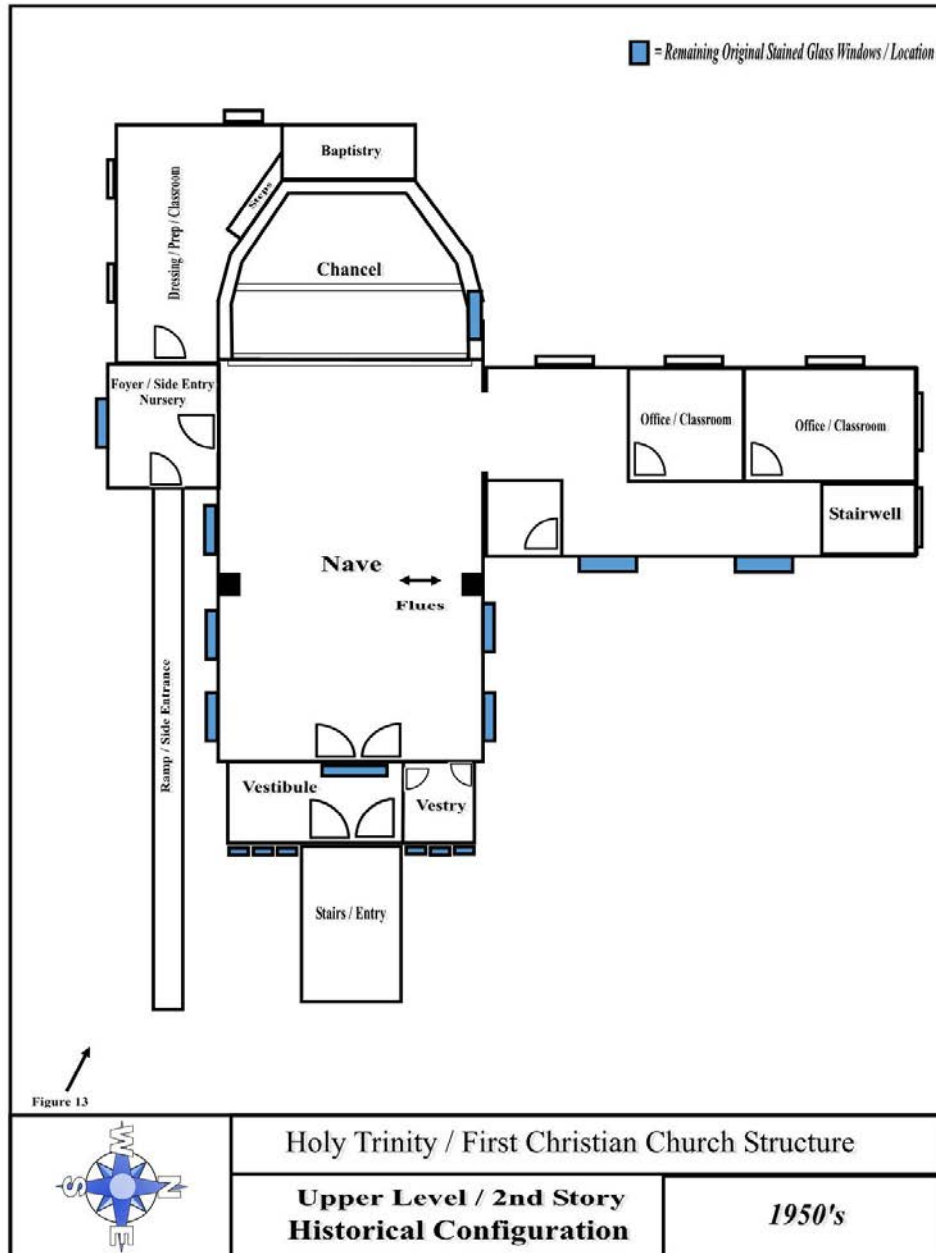 = Remaining Original Stained Glass Windows / Location
Baptistry
Steps
Dressing / Prep / Classroom
Chancel
Foyer / Side Entry
Nursery
Office / Classroom
Office / Classroom
Stairwell
Nave
Flues
Ramp / Side Entrance
Vestibule
Vestry
Stairs / Entry
Figure 13
W
S
N
E
Holy Trinity / First Christian Church Structure
Upper Level / 2nd Story
Historical Configuration
1950's